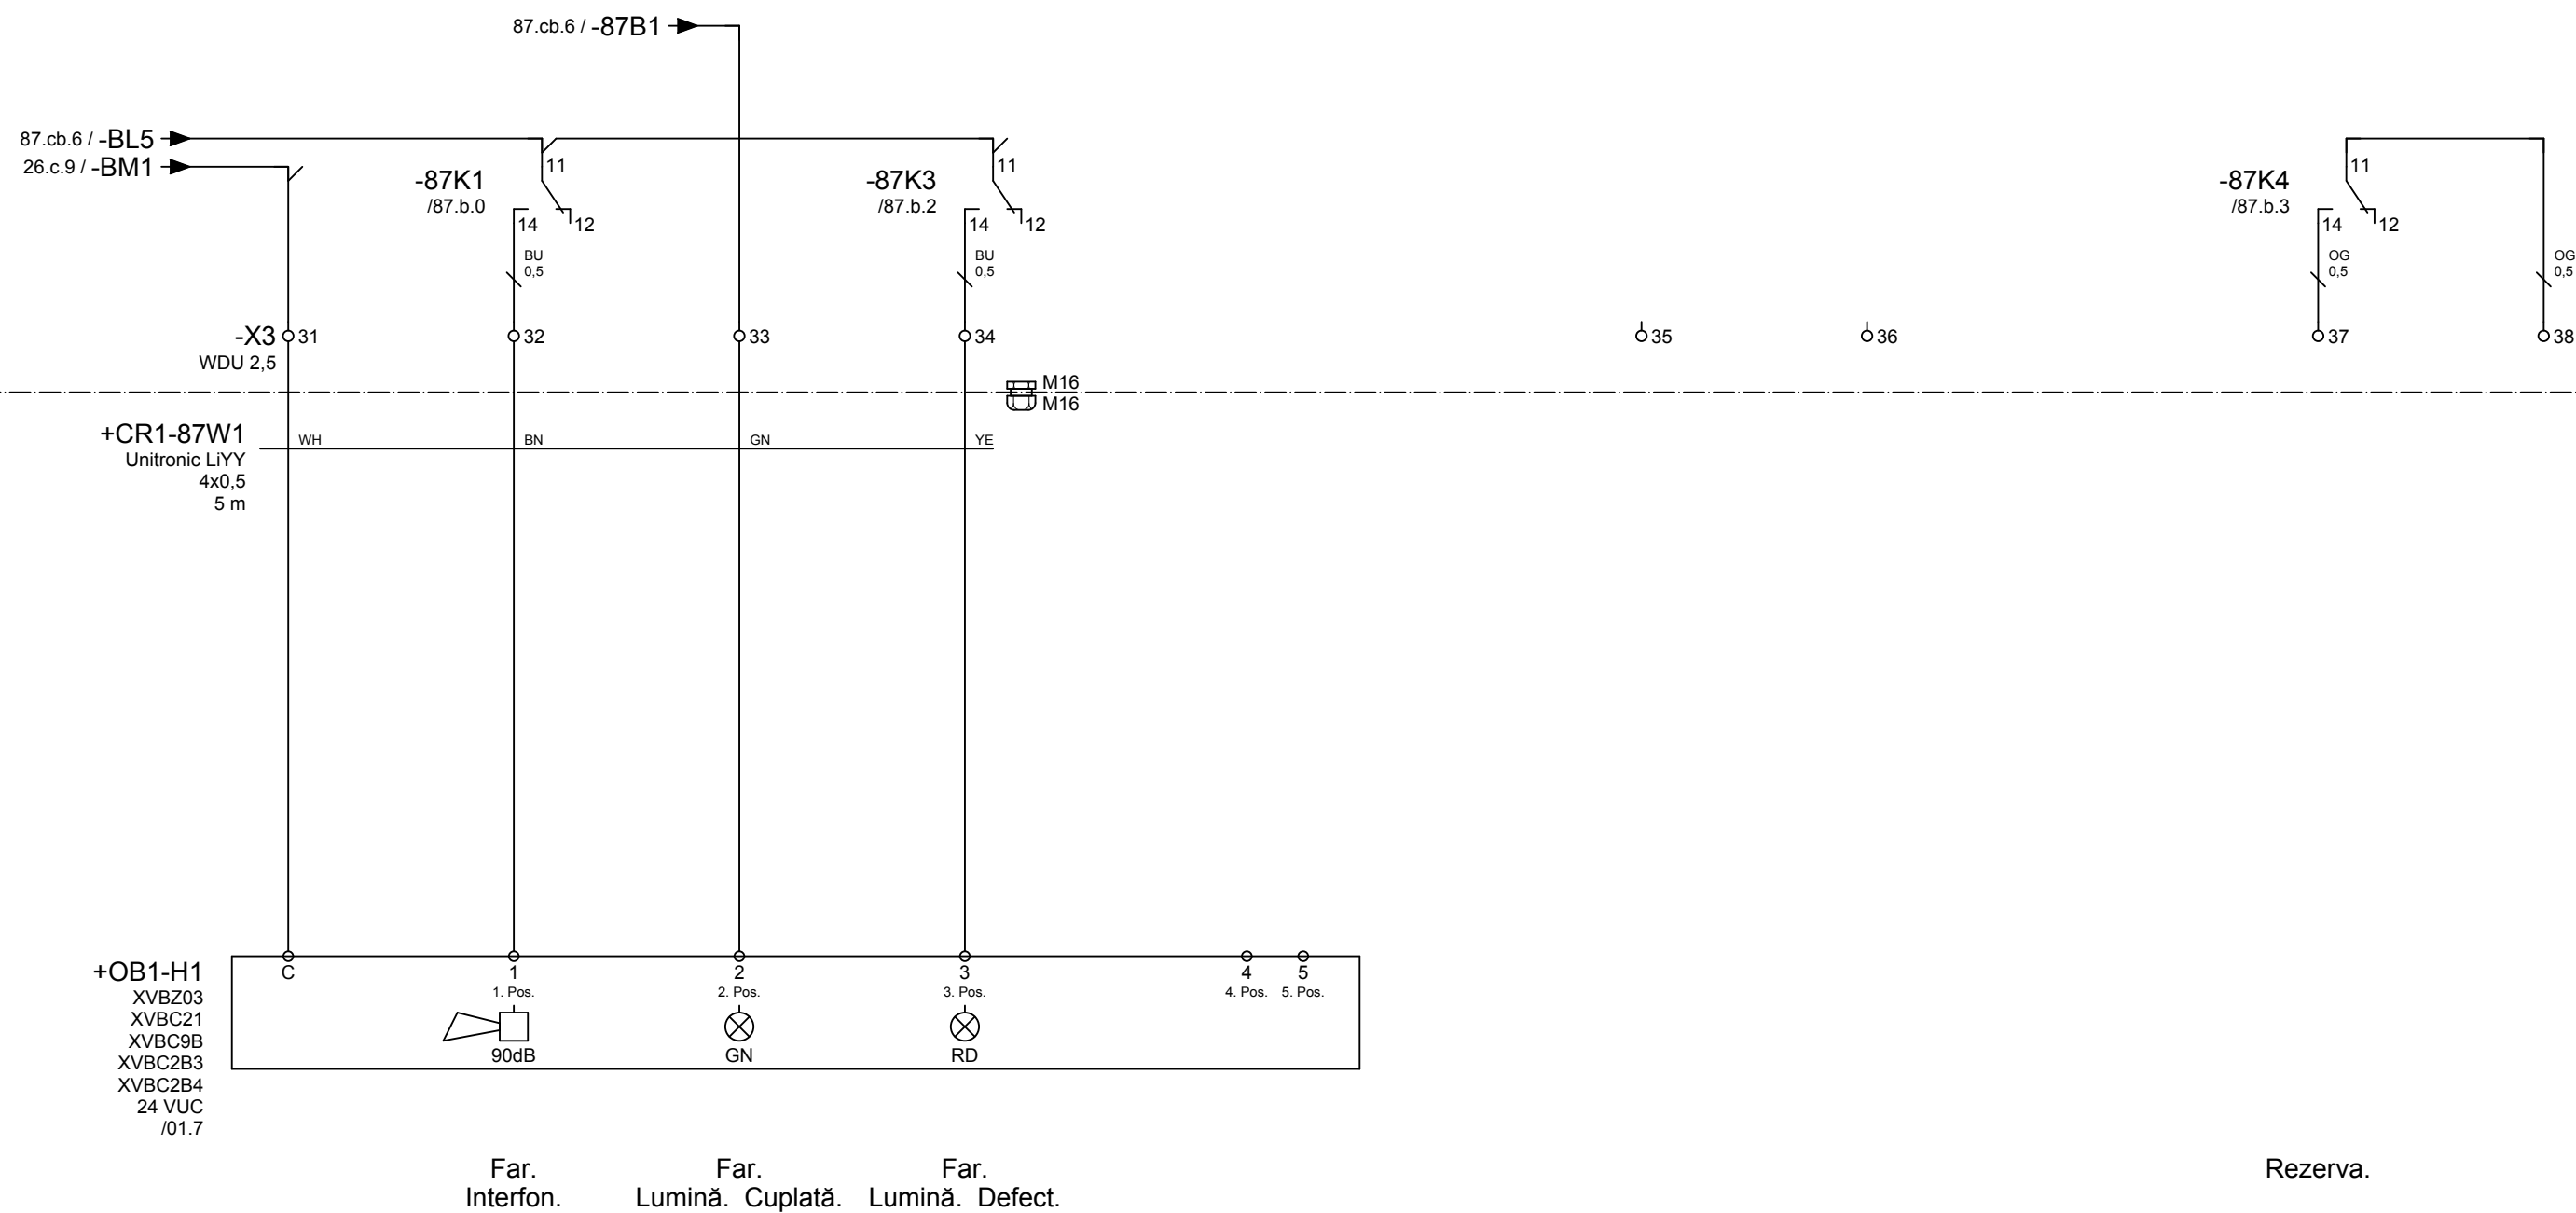 87.cb.6 / -87B1
87.cb.6 / -BL5
26.c.9 / -BM1
-87K1
/87.b.0
11
14
12
BU
0,5
-87K3
/87.b.2
11
14
12
BU
0,5
-87K4
/87.b.3
11
14
12
OG
0,5
OG
0,5
-X3
WDU 2,5
31
32
33
34
35
36
37
38
M16
M16
+CR1-87W1
Unitronic LiYY
4x0,5
5 m
WH
BN
GN
YE
+OB1-H1
XVBZ03
XVBC21
XVBC9B
XVBC2B3
XVBC2B4
24 VUC
/01.7
C
1
1. Pos.
90dB
2
2. Pos.
GN
3
3. Pos.
RD
4
4. Pos.
5
5. Pos.
Far.
Interfon.
Far.
Lumină. Cuplată.
Far.
Lumină. Defect.
Rezerva.